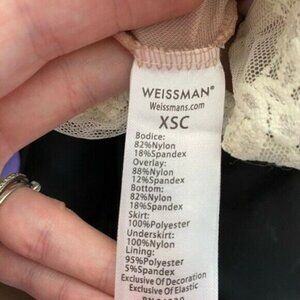 WEISSMAN®
Weissmans.com
XSC
Bodice:
82%Nylon
18%Spandex
Overlay:
88%Nylon
12%Spandex
Bottom:
82%Nylon
18%Spandex
Skirt:
100%Polyester
Underskirt:
100%Nylon
Lining:
95%Polyester
5%Spandex
Exclusive Of Decoration
Exclusive Of Elastic